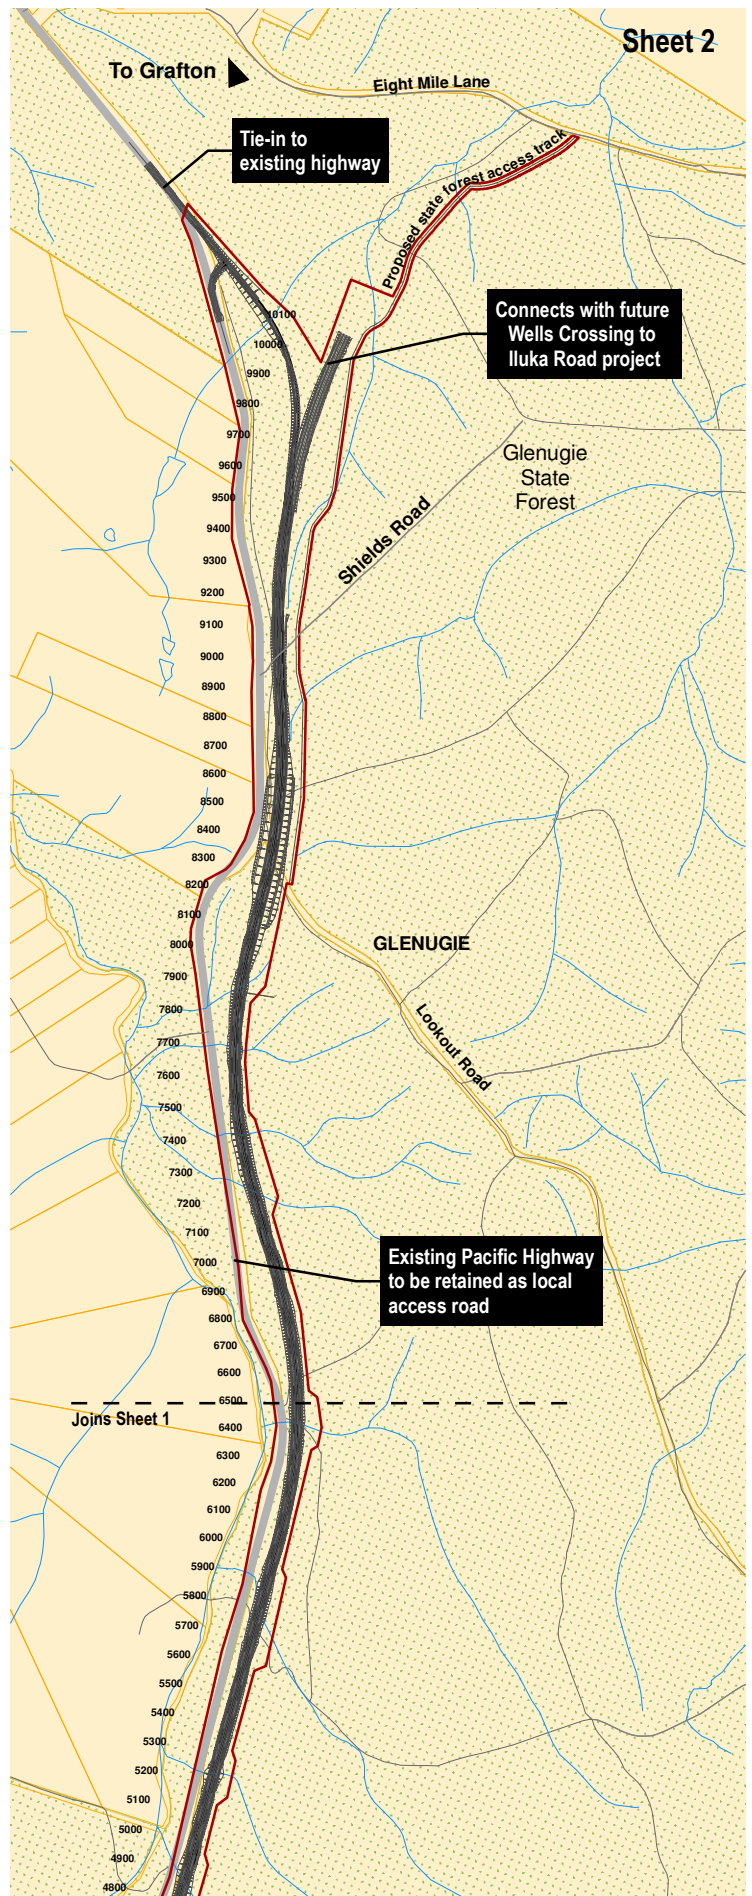 Sheet 2
To Grafton
Eight Mile Lane
Tie-in to
existing highway
Proposed state forest access track
Connects with future
Wells Crossing to
Iluka Road project
10100
10000
9900
9800
9700
9600
9500
9400
9300
9200
9100
9000
8900
8800
8700
8600
8500
8400
8300
8200
8100
8000
7900
7800
7700
7600
7500
7400
7300
7200
7100
7000
6900
6800
6700
6600
6500
6400
6300
6200
6100
6000
5900
5800
5700
5600
5500
5400
5300
5200
5100
5000
4900
4800
Glenugie
State
Forest
Shields Road
GLENUGIE
Lookout Road
Existing Pacific Highway
to be retained as local
access road
Joins Sheet 1